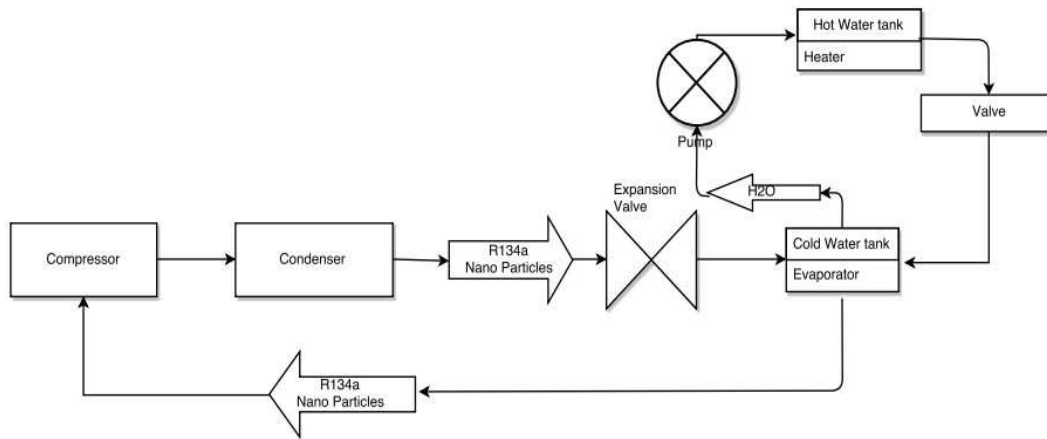 Hot Water tank
Heater
Valve
Pump
H2O
Expansion
Valve
Compressor
Condenser
R134a
Nano Particles
Cold Water tank
Evaporator
R134a
Nano Particles